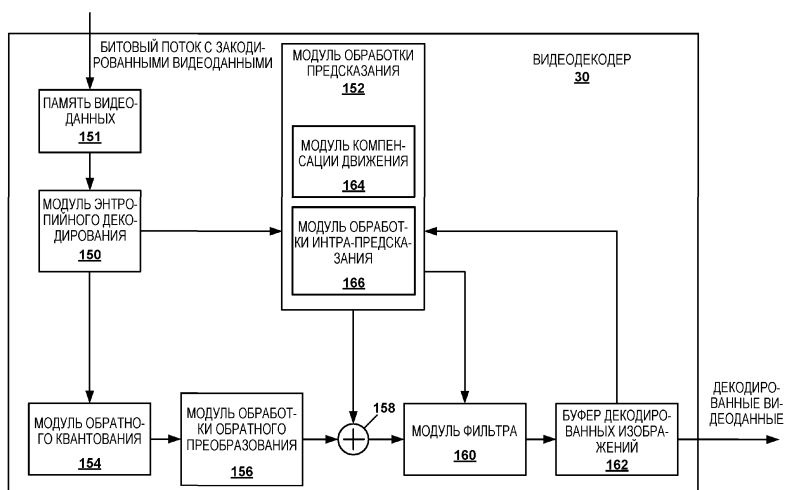 БИТОВЫЙ ПОТОК С ЗАКОДИ-
РОВАННЫМИ ВИДЕОДАННЫМИ
МОДУЛЬ ОБРАБОТКИ
ПРЕДСКАЗАНИЯ
152
ВИДЕОДЕКОДЕР
30
ПАМЯТЬ ВИДЕО-
ДАННЫХ
151
МОДУЛЬ КОМПЕН-
САЦИИ ДВИЖЕНИЯ
164
МОДУЛЬ ЭНТРО-
ПИЙНОГО ДЕКО-
ДИРОВАНИЯ
150
МОДУЛЬ ОБРАБОТ-
КИ ИНТРА-ПРЕДСКА-
ЗАНИЯ
166
МОДУЛЬ ОБРАТНО-
ГО КВАНТОВАНИЯ
154
МОДУЛЬ ОБРАБОТ-
КИ ОБРАТНОГО
ПРЕОБРАЗОВАНИЯ
156
158
МОДУЛЬ ФИЛЬТРА
160
БУФЕР ДЕКОДИРО-
ВАННЫХ ИЗОБРА-
ЖЕНИЙ
162
ДЕКОДИРО-
ВАННЫЕ ВИ-
ДЕОДАННЫЕ